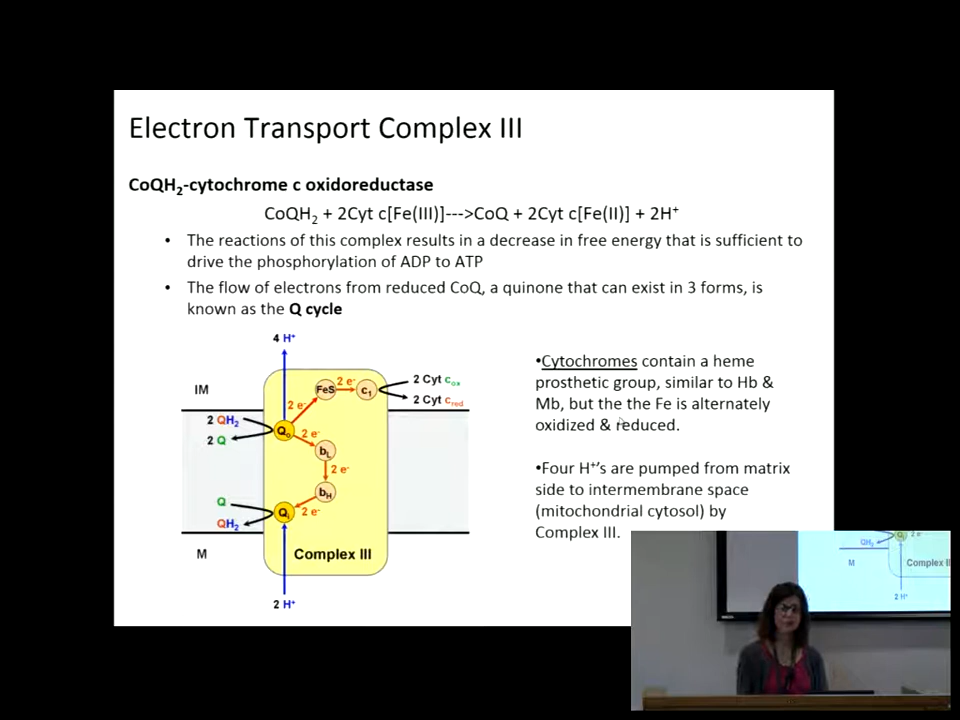 Electron Transport Complex III
CoQH₂-cytochrome c oxidoreductase
CoQH₂ + 2Cyt c[Fe(III)]--->CoQ + 2Cyt c[Fe(II)] + 2H⁺
• The reactions of this complex results in a decrease in free energy that is sufficient to
drive the phosphorylation of ADP to ATP
• The flow of electrons from reduced CoQ, a quinone that can exist in 3 forms, is
known as the Q cycle
4 H⁺
IM
FeS
2 e⁻
c₁
2 Cyt c_ox
2 Cyt c_red
2 e⁻
2 QH₂
2 Q
Q₀
2 e⁻
b_L
2 e⁻
b_H
Q
QH₂
Q_i
2 e⁻
M
Complex III
2 H⁺
•Cytochromes contain a heme
prosthetic group, similar to Hb &
Mb, but the the Fe is alternately
oxidized & reduced.
•Four H⁺'s are pumped from matrix
side to intermembrane space
(mitochondrial cytosol) by
Complex III.
QH₂
2 e⁻
M
Complex II
2 H⁺